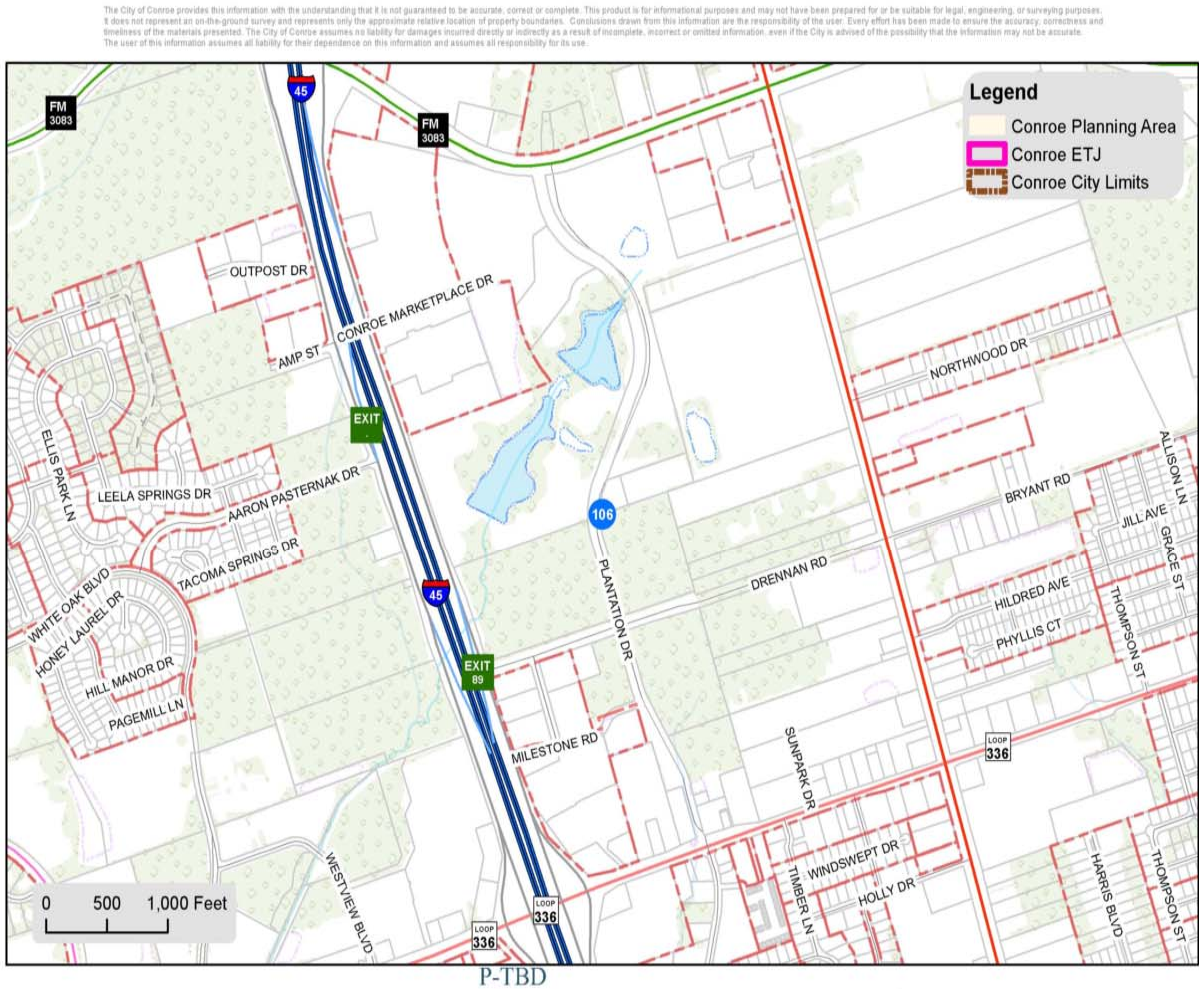 The City of Conroe provides this information with the understanding that it is not guaranteed to be accurate, correct or complete. This product is for informational purposes and may not have been prepared for or be suitable for legal, engineering, or surveying purposes.
It does not represent an on-the-ground survey and represents only the approximate relative location of property boundaries. Conclusions drawn from this information are the responsibility of the user. Every effort has been made to ensure the accuracy, correctness and
timeliness of the materials presented. The City of Conroe assumes no liability for damages incurred directly or indirectly as a result of incomplete, incorrect or omitted information, even if the City is advised of the possibility that the information may not be accurate.
The user of this information assumes all liability for their dependence on this information and assumes all responsibility for its use.
45
FM
3083
FM
3083
Legend
Conroe Planning Area
Conroe ETJ
Conroe City Limits
OUTPOST DR
CONROE MARKETPLACE DR
AMP ST
NORTHWOOD DR
EXIT
ELLIS PARK LN
LEELA SPRINGS DR
AARON PASTERNAK DR
ALLISON LN
BRYANT RD
JILL AVE
106
GRACE ST
TACOMA SPRINGS DR
WHITE OAK BLVD
HONEY LAUREL DR
45
PLANTATION DR
DRENNAN RD
HILDRED AVE
THOMPSON ST
PHYLLIS CT
HILL MANOR DR
EXIT
89
PAGEMILL LN
MILESTONE RD
SUNPARK DR
LOOP
336
WESTVIEW BLVD
WINDSWEPT DR
TIMBER LN
HOLLY DR
HARRIS BLVD
THOMPSON ST
0 500 1,000 Feet
LOOP
336
LOOP
336
P-TBD